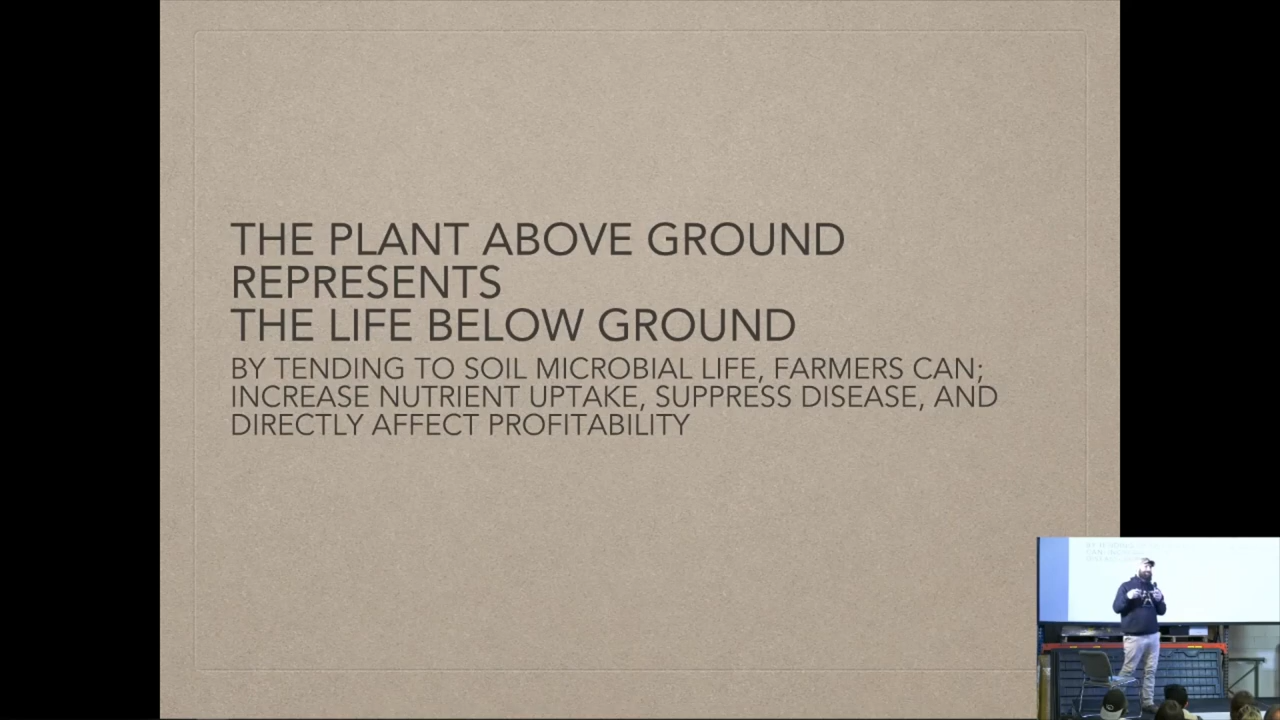 THE PLANT ABOVE GROUND
REPRESENTS
THE LIFE BELOW GROUND
BY TENDING TO SOIL MICROBIAL LIFE, FARMERS CAN;
INCREASE NUTRIENT UPTAKE, SUPPRESS DISEASE, AND
DIRECTLY AFFECT PROFITABILITY